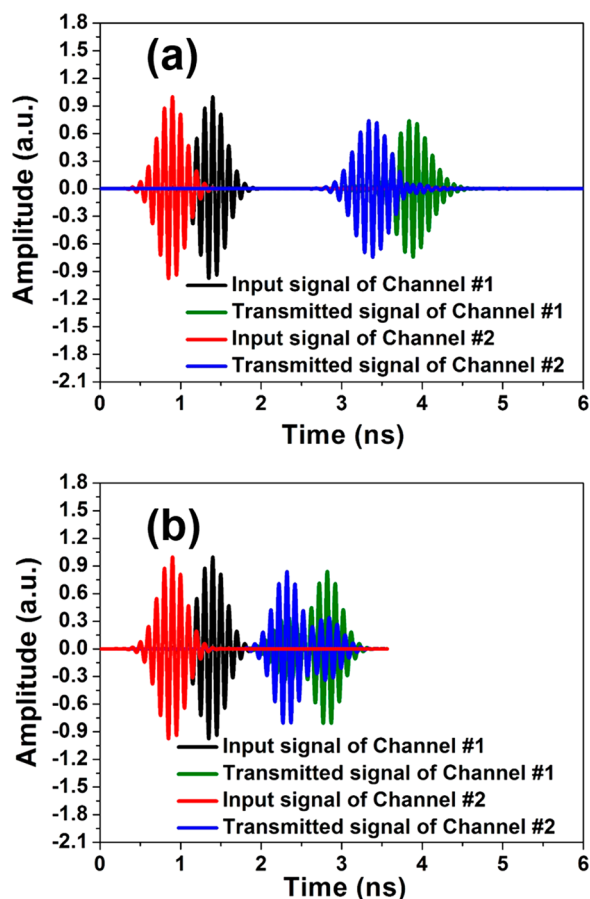 1.8
(a)
1.5
1.2
0.9
0.6
0.3
0.0
-0.3
-0.6
-0.9
-1.2
-1.5
-1.8
-2.1
Amplitude (a.u.)
Input signal of Channel #1
Transmitted signal of Channel #1
Input signal of Channel #2
Transmitted signal of Channel #2
0 1 2 3 4 5 6
Time (ns)
1.8
(b)
1.5
1.2
0.9
0.6
0.3
0.0
-0.3
-0.6
-0.9
-1.2
-1.5
-1.8
-2.1
Amplitude (a.u.)
Input signal of Channel #1
Transmitted signal of Channel #1
Input signal of Channel #2
Transmitted signal of Channel #2
0 1 2 3 4 5 6
Time (ns)